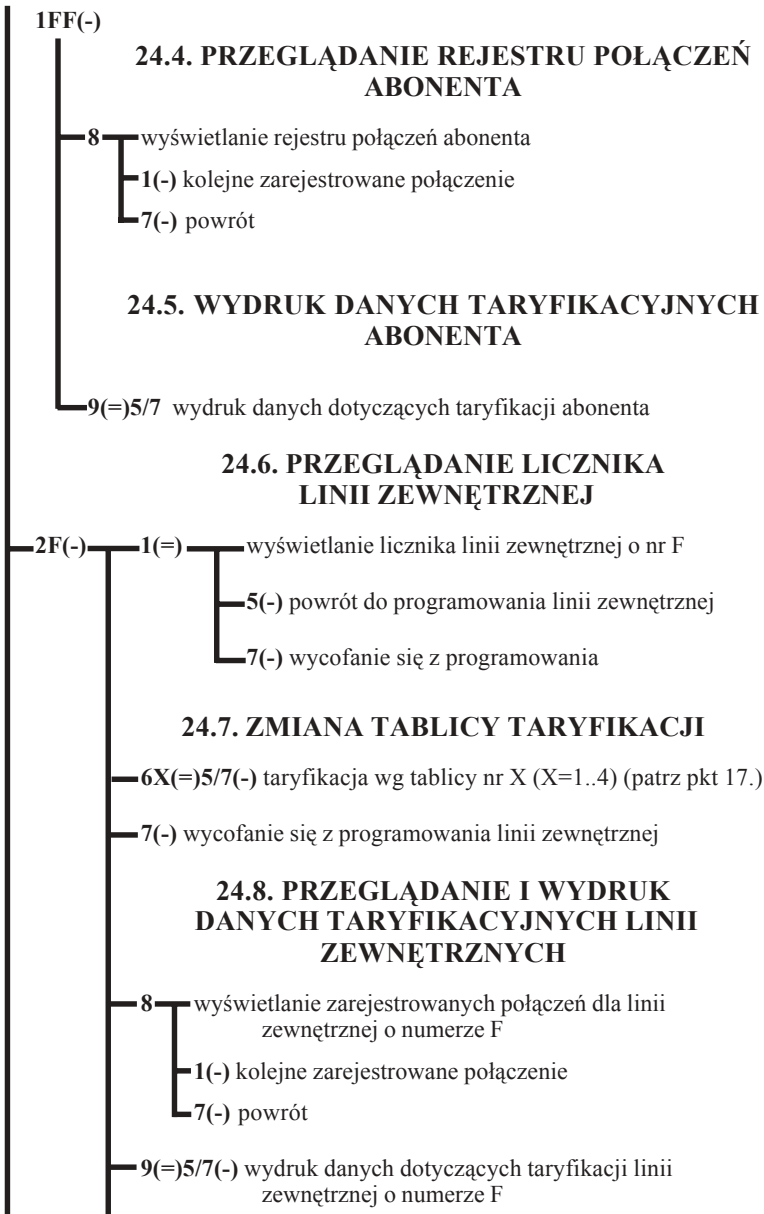 1FF(-)
24.4. PRZEGLĄDANIE REJESTRU POŁĄCZEŃ
ABONENTA
8 wyświetlanie rejestru połączeń abonenta
1(-) kolejne zarejestrowane połączenie
7(-) powrót
24.5. WYDRUK DANYCH TARYFIKACYJNYCH
ABONENTA
9(=)5/7 wydruk danych dotyczących taryfikacji abonenta
24.6. PRZEGLĄDANIE LICZNIKA
LINII ZEWNĘTRZNEJ
2F(-) 1(=) wyświetlanie licznika linii zewnętrznej o nr F
5(-) powrót do programowania linii zewnętrznej
7(-) wycofanie się z programowania
24.7. ZMIANA TABLICY TARYFIKACJI
6X(=)5/7(-) taryfikacja wg tablicy nr X (X=1..4) (patrz pkt 17.)
7(-) wycofanie się z programowania linii zewnętrznej
24.8. PRZEGLĄDANIE I WYDRUK
DANYCH TARYFIKACYJNYCH LINII
ZEWNĘTRZNYCH
8 wyświetlanie zarejestrowanych połączeń dla linii
zewnętrznej o numerze F
1(-) kolejne zarejestrowane połączenie
7(-) powrót
9(=)5/7(-) wydruk danych dotyczących taryfikacji linii
zewnętrznej o numerze F